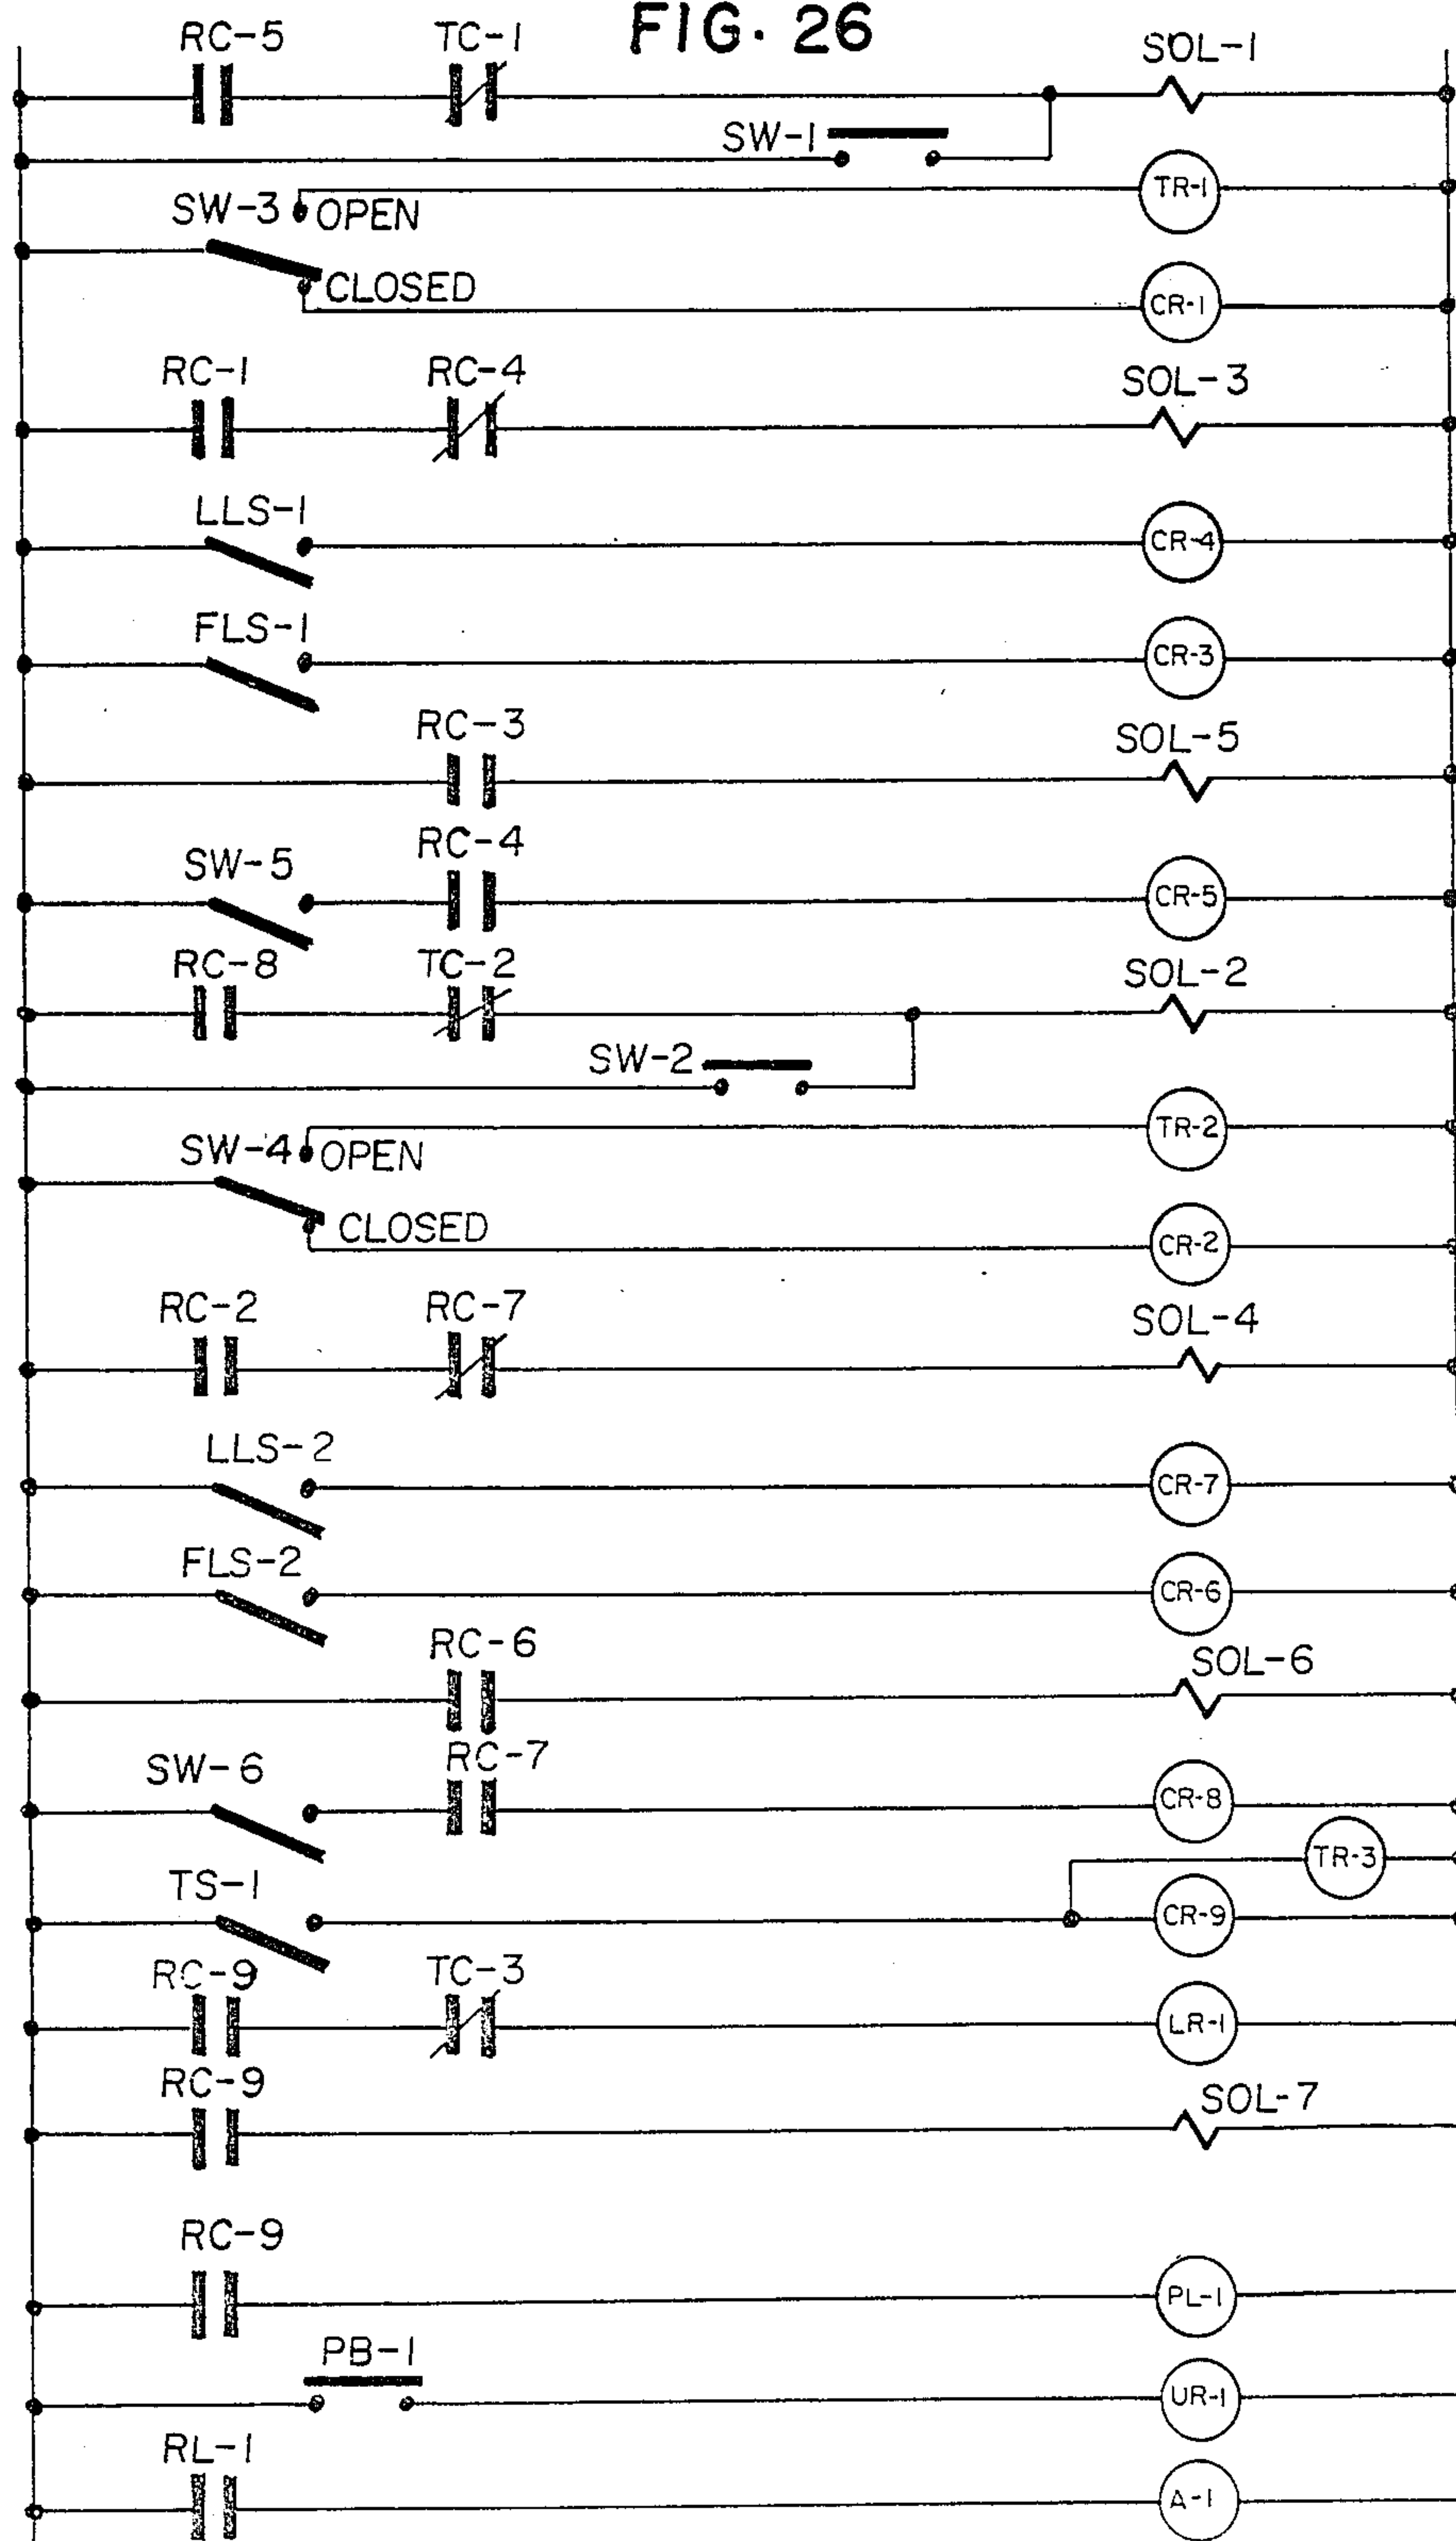 FIG. 26
RC-5 TC-1 SOL-1
SW-1
TR-1
SW-3 OPEN
CLOSED
CR-1
RC-1 RC-4 SOL-3
LLS-1
CR-4
FLS-1
CR-3
RC-3 SOL-5
SW-5 RC-4
CR-5
RC-8 TC-2 SOL-2
SW-2
TR-2
SW-4 OPEN
CLOSED
CR-2
RC-2 RC-7 SOL-4
LLS-2
CR-7
FLS-2
CR-6
RC-6 SOL-6
SW-6 RC-7
CR-8
TR-3
TS-1
CR-9
RC-9 TC-3
LR-1
RC-9 SOL-7
RC-9
PL-1
PB-1
UR-1
RL-1
A-1